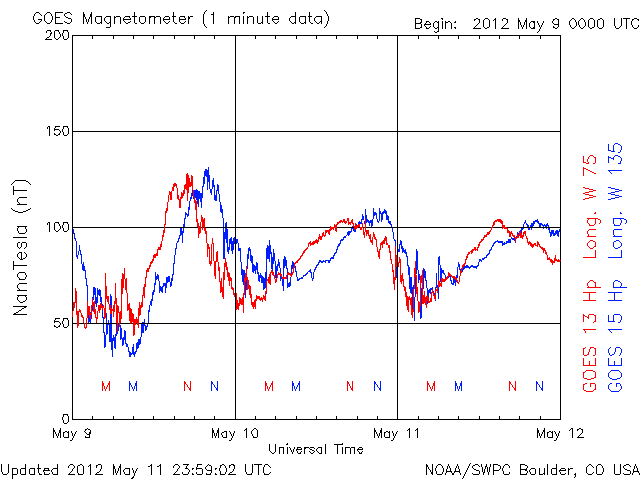 GOES Magnetometer (1 minute data)
Begin: 2012 May 9 0000 UTC
200
150
100
50
0
NanoTesla (nT)
M M N N M M N N M M N N
May 9 May 10 May 11 May 12
Universal Time
GOES 13 Hp Long. W 75
GOES 15 Hp Long. W 135
Updated 2012 May 11 23:59:02 UTC
NOAA/SWPC Boulder, CO USA